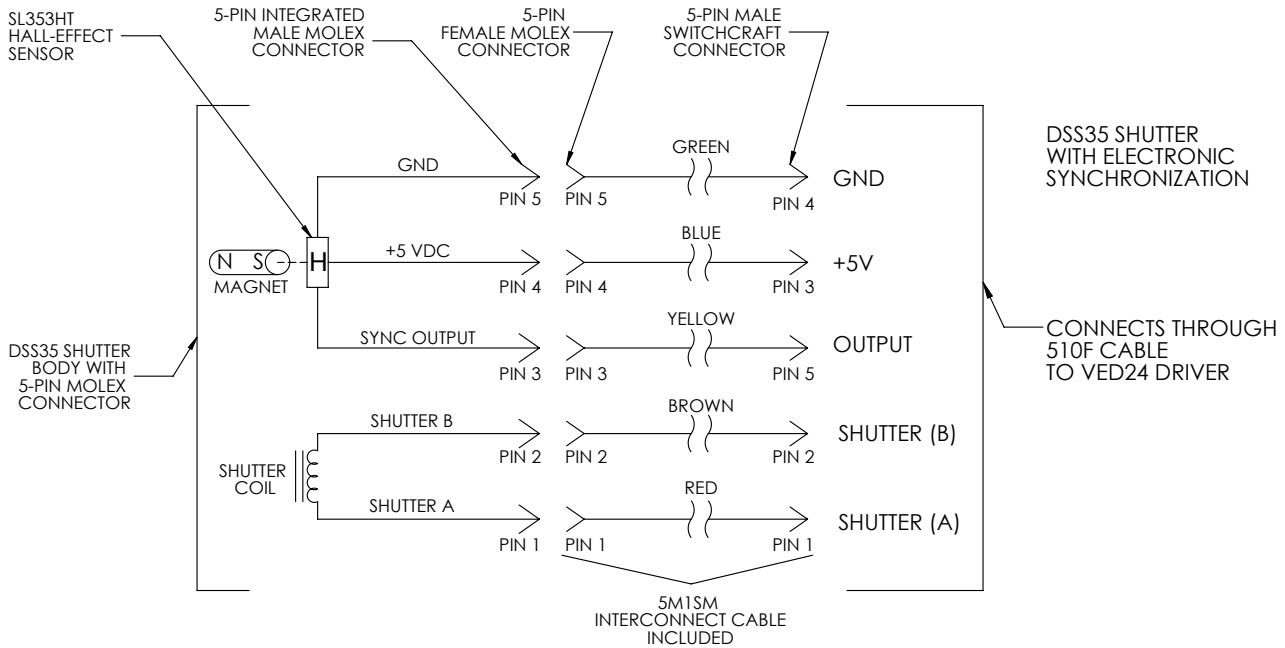 SL353HT
HALL-EFFECT
SENSOR
5-PIN INTEGRATED
MALE MOLEX
CONNECTOR
5-PIN
FEMALE MOLEX
CONNECTOR
5-PIN MALE
SWITCHCRAFT
CONNECTOR
DSS35 SHUTTER
WITH ELECTRONIC
SYNCHRONIZATION
GND
PIN 5
PIN 5
GREEN
PIN 4
GND
N S
MAGNET
H
+5 VDC
PIN 4
PIN 4
BLUE
PIN 3
+5V
SYNC OUTPUT
PIN 3
PIN 3
YELLOW
PIN 5
OUTPUT
CONNECTS THROUGH
510F CABLE
TO VED24 DRIVER
DSS35 SHUTTER
BODY WITH
5-PIN MOLEX
CONNECTOR
SHUTTER B
PIN 2
PIN 2
BROWN
PIN 2
SHUTTER (B)
SHUTTER
COIL
SHUTTER A
PIN 1
PIN 1
RED
PIN 1
SHUTTER (A)
5M1SM
INTERCONNECT CABLE
INCLUDED